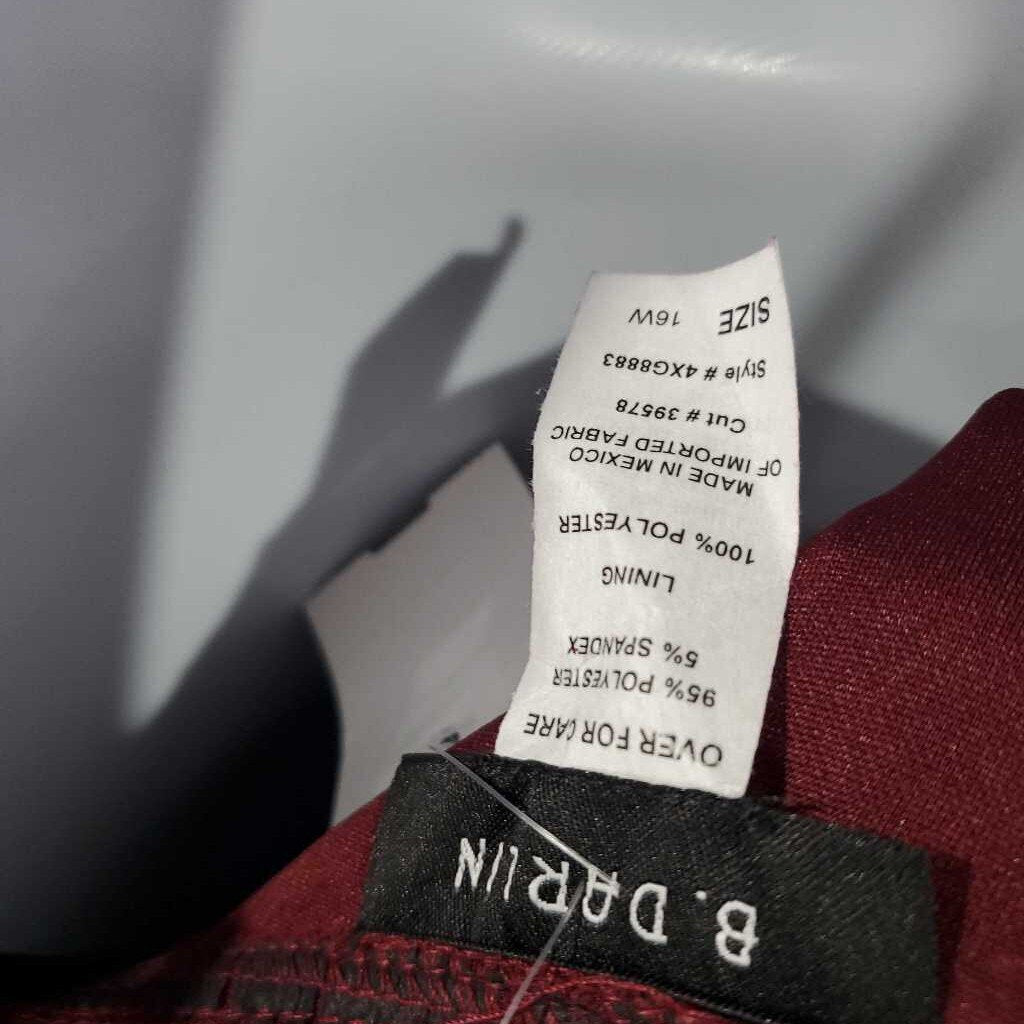 B. DARLIN
OVER FOR CARE
95% POLYESTER
5% SPANDEX
LINING
100% POLYESTER
MADE IN MEXICO
OF IMPORTED FABRIC
Cut # 39578
Style # 4XG8883
SIZE 16W